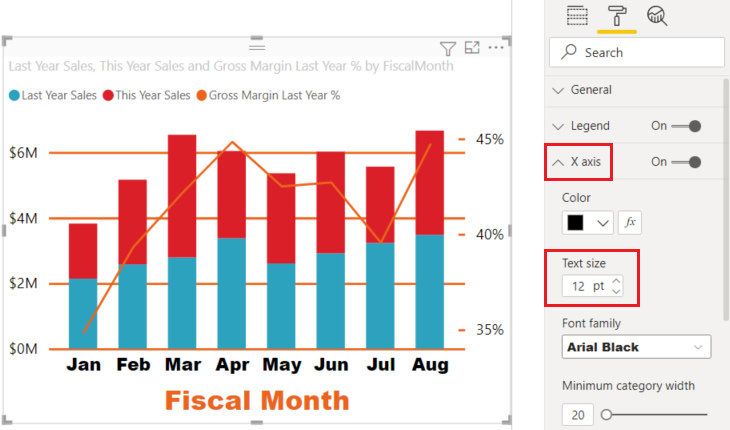 Last Year Sales, This Year Sales and Gross Margin Last Year % by FiscalMonth
Last Year Sales This Year Sales Gross Margin Last Year %
$6M
$4M
$2M
$0M
45%
40%
35%
Jan Feb Mar Apr May Jun Jul Aug
Fiscal Month
Search
General
Legend On
X axis On
Color
fx
Text size
12 pt
Font family
Arial Black
Minimum category width
20